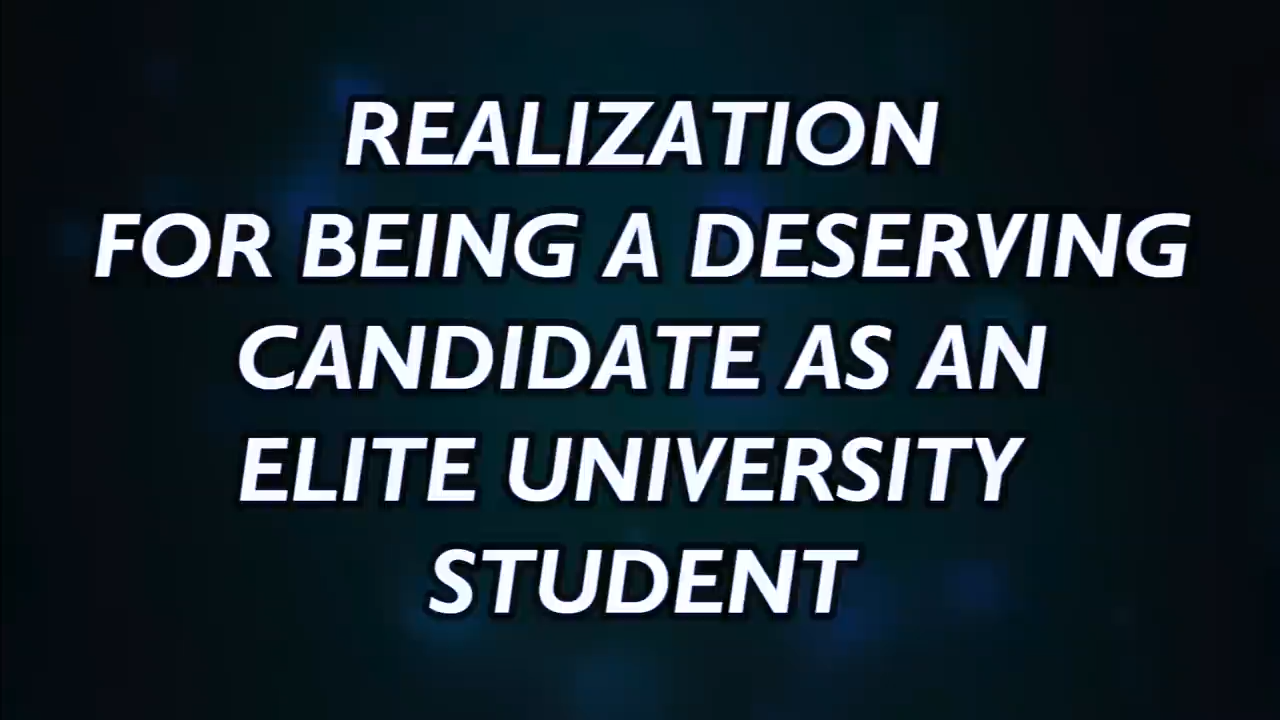 REALIZATION
FOR BEING A DESERVING
CANDIDATE AS AN
ELITE UNIVERSITY
STUDENT